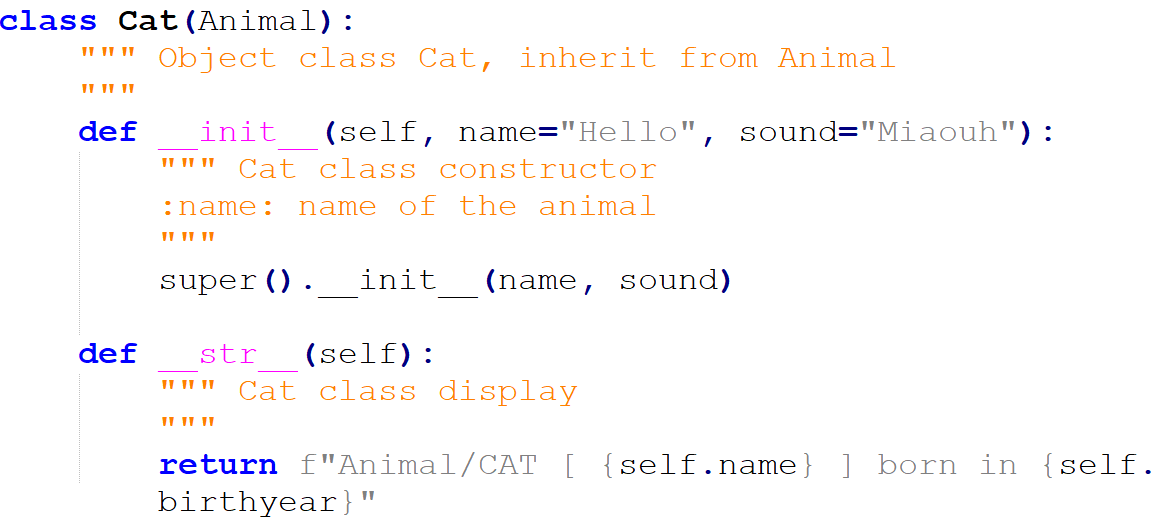 class Cat(Animal):
    """ Object class Cat, inherit from Animal
    """
    def __init__(self, name="Hello", sound="Miaouh"):
        """ Cat class constructor
        :name: name of the animal
        """
        super().__init__(name, sound)

    def __str__(self):
        """ Cat class display
        """
        return f"Animal/CAT [ {self.name} ] born in {self.
        birthyear}"